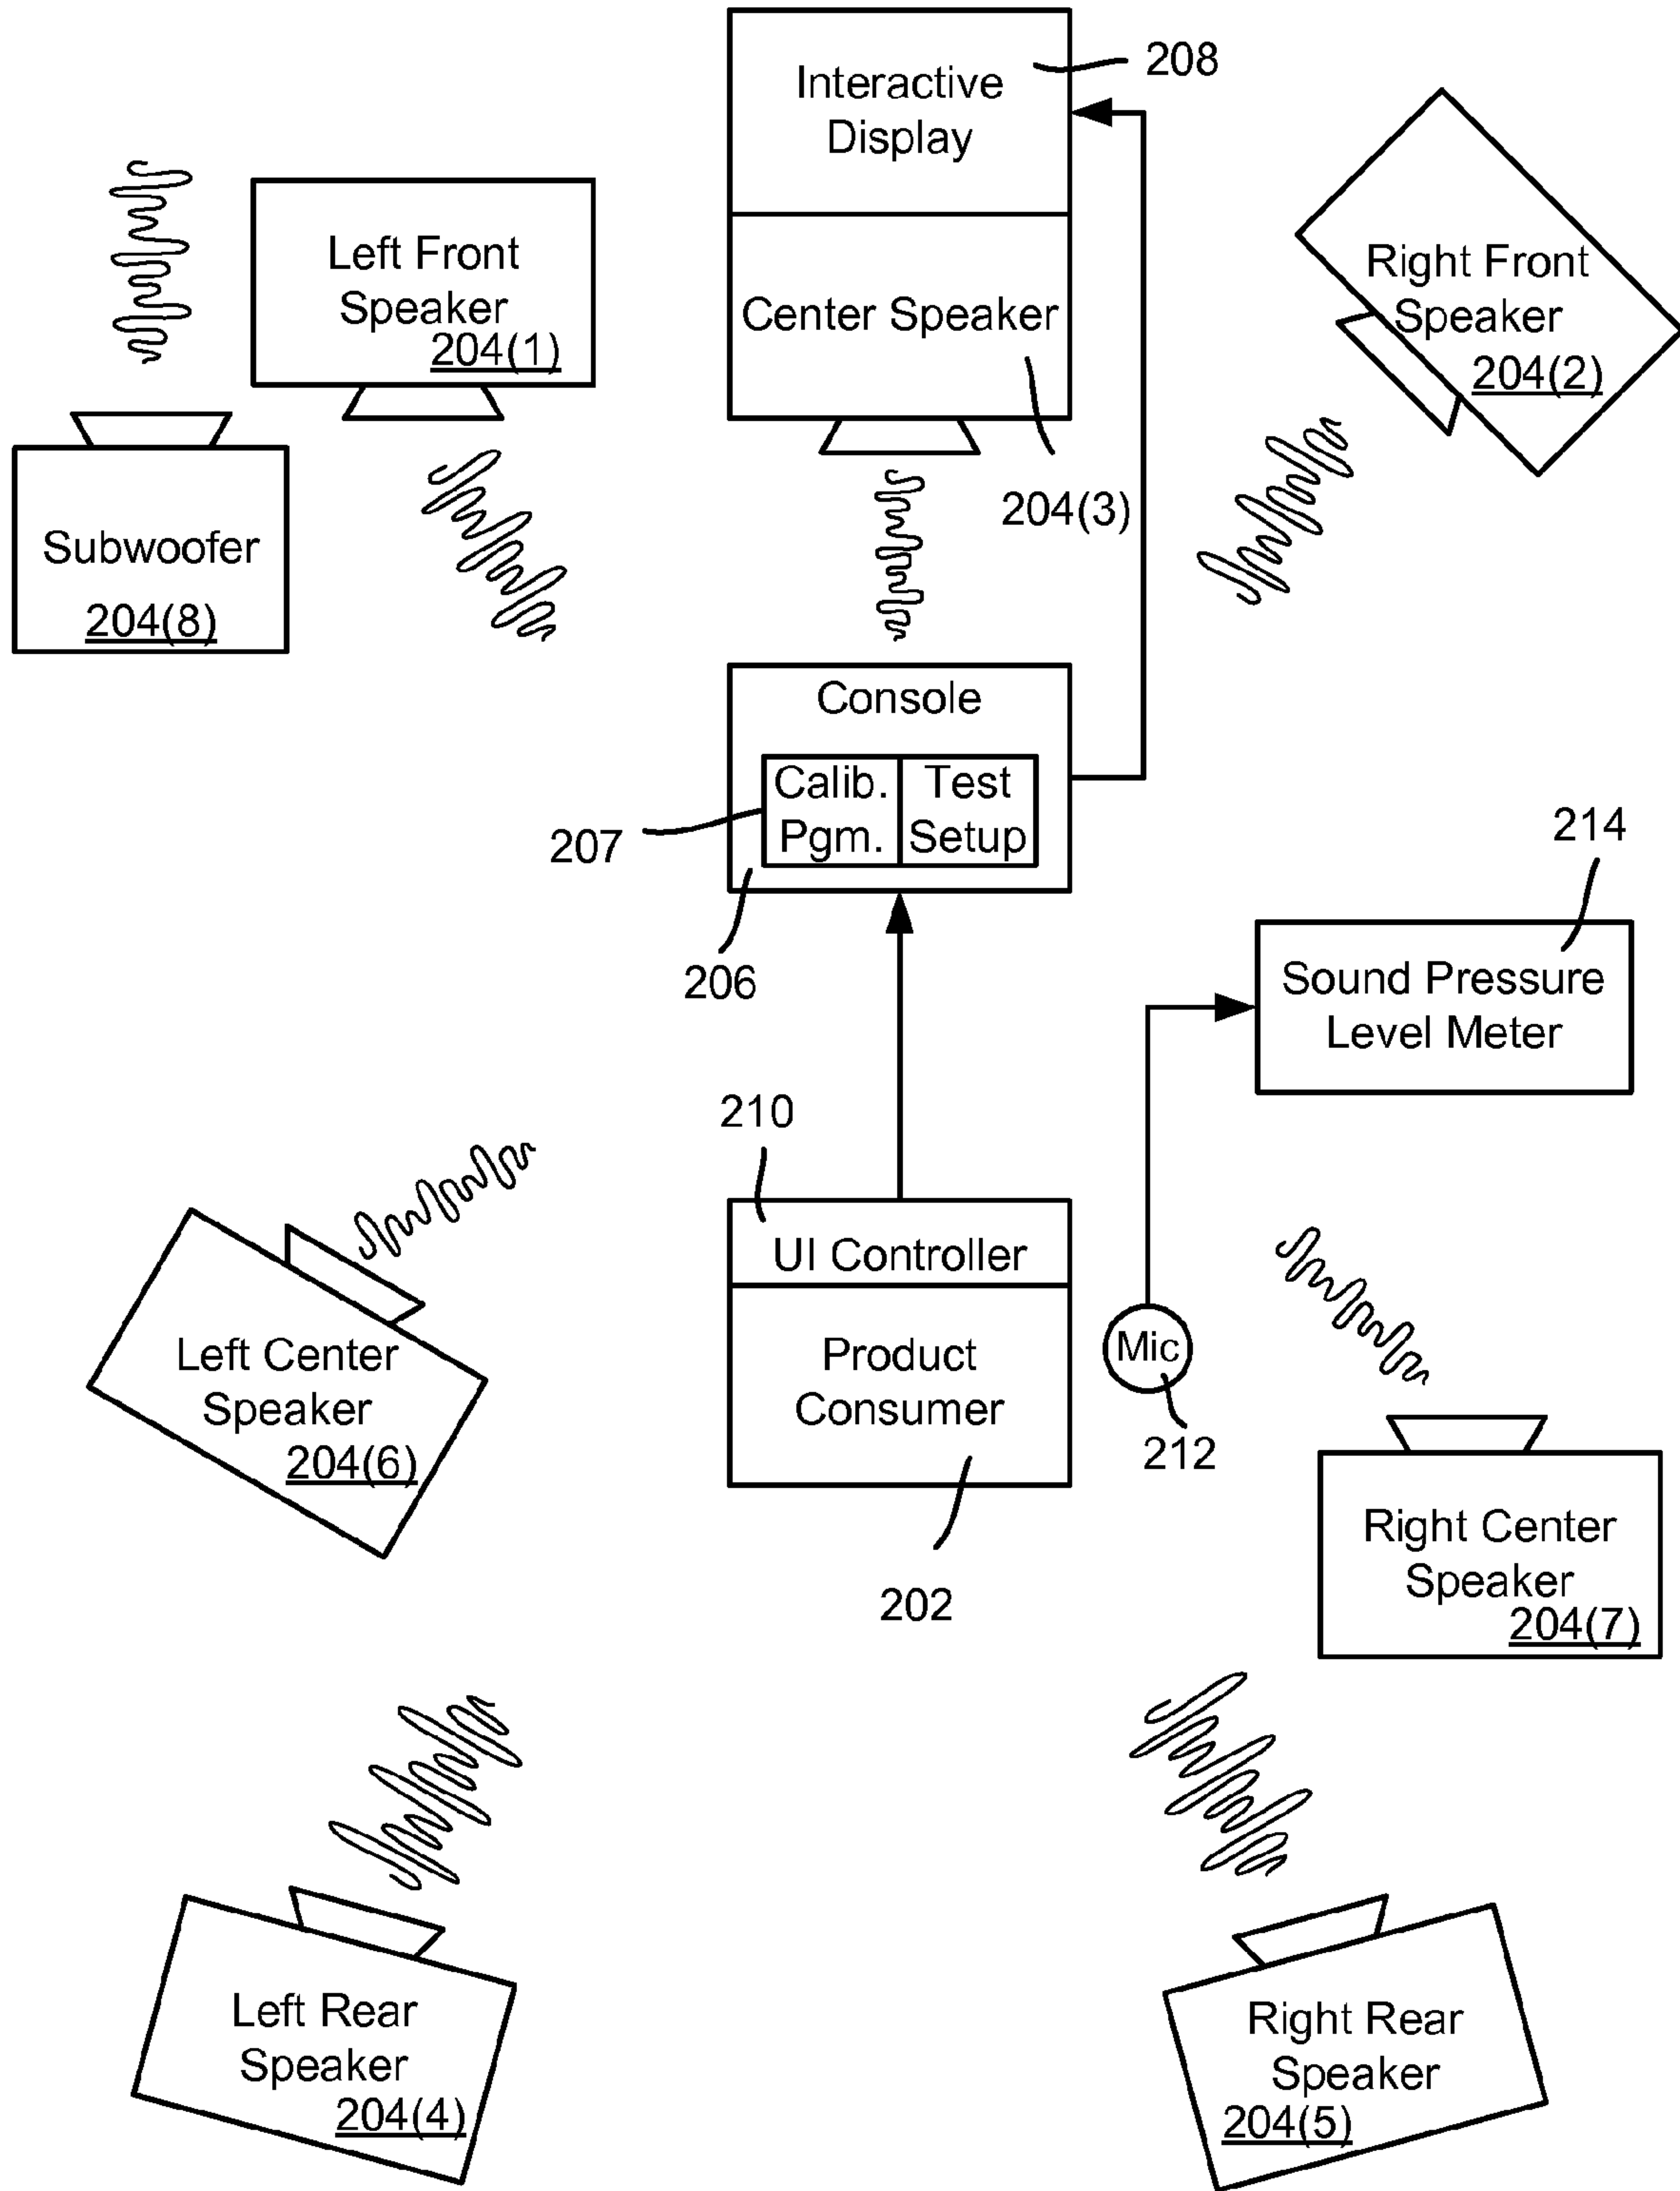 Interactive
Display
208
Left Front
Speaker
204(1)
Center Speaker
204(3)
Right Front
Speaker
204(2)
Subwoofer
204(8)
Console
Calib.
Pgm.
Test
Setup
207
206
214
Sound Pressure
Level Meter
210
UI Controller
Product
Consumer
202
Mic
212
Left Center
Speaker
204(6)
Right Center
Speaker
204(7)
Left Rear
Speaker
204(4)
Right Rear
Speaker
204(5)